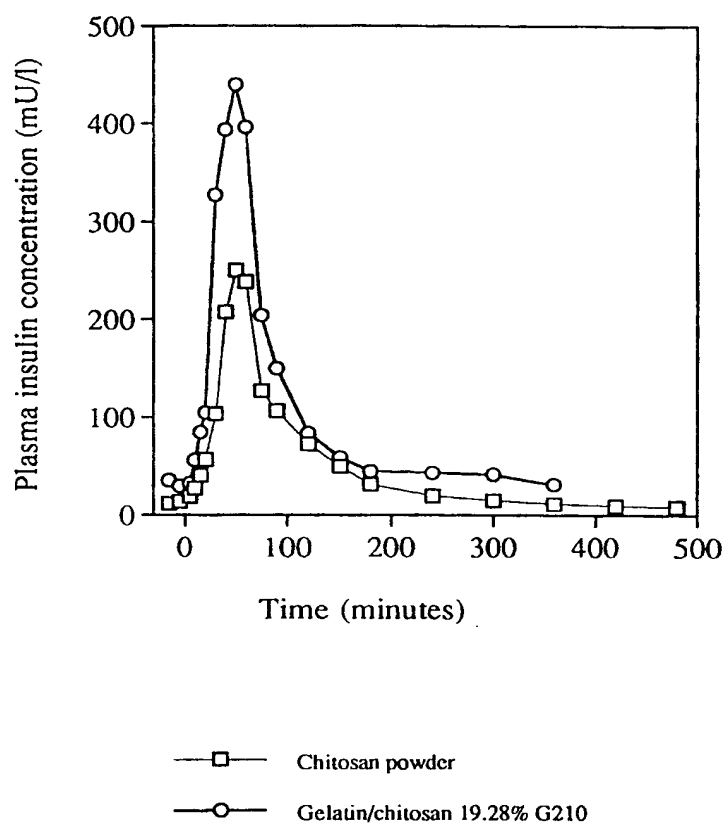 500
400
300
200
100
0
Plasma insulin concentration (mU/l)
0 100 200 300 400 500
Time (minutes)
Chitosan powder
Gelatin/chitosan 19.28% G210